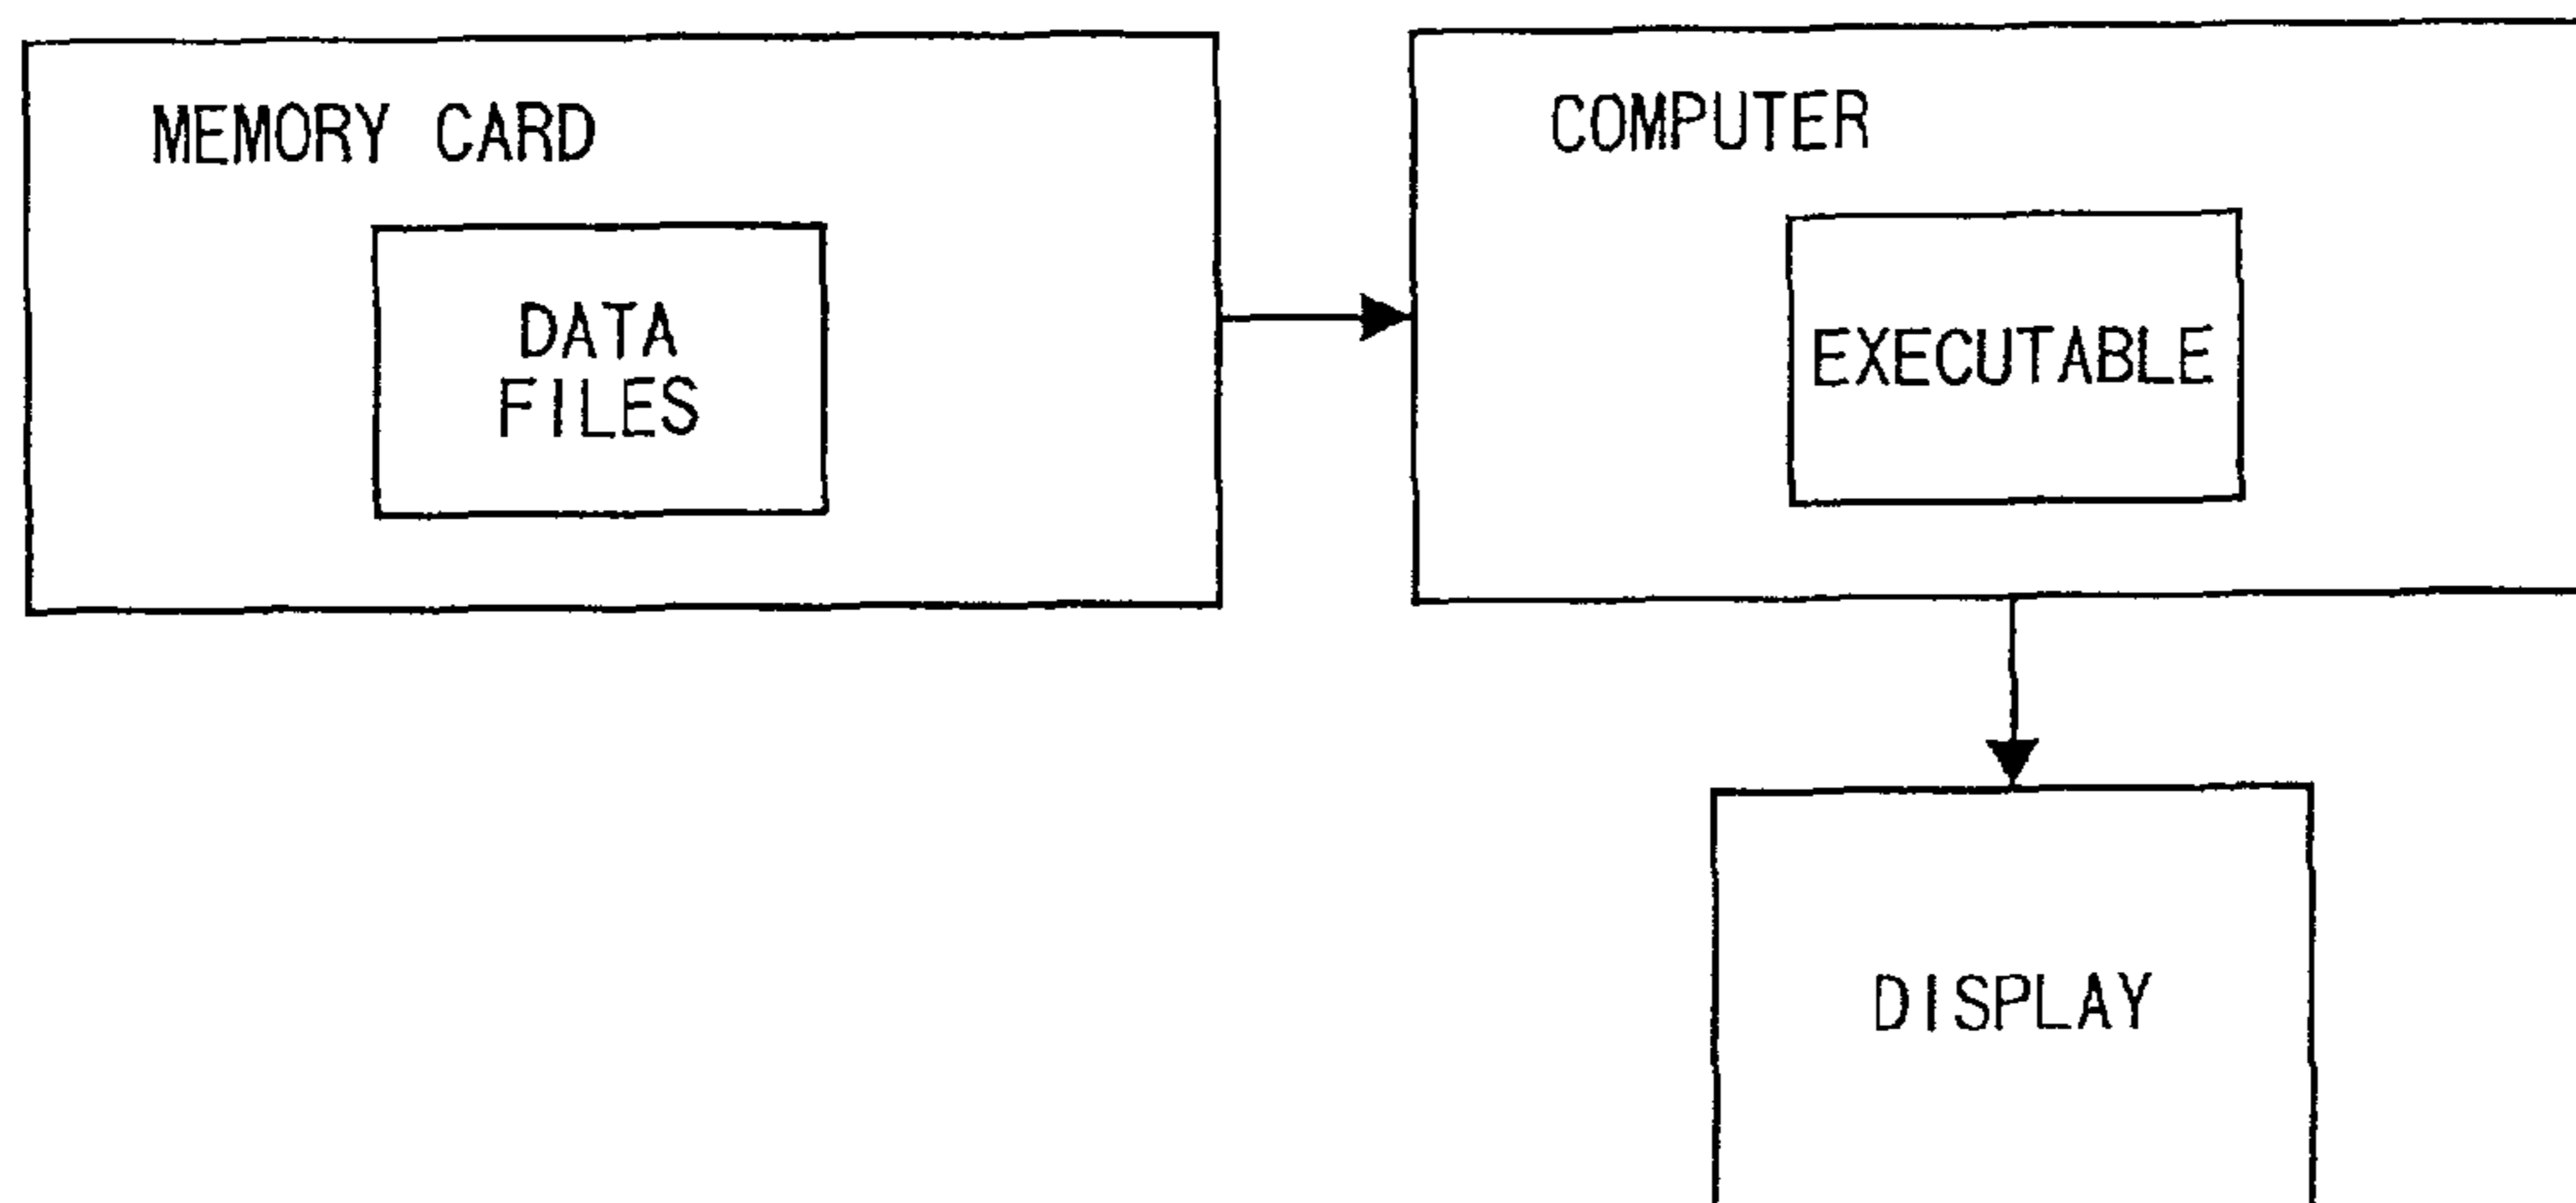 MEMORY CARD
DATA
FILES
COMPUTER
EXECUTABLE
DISPLAY